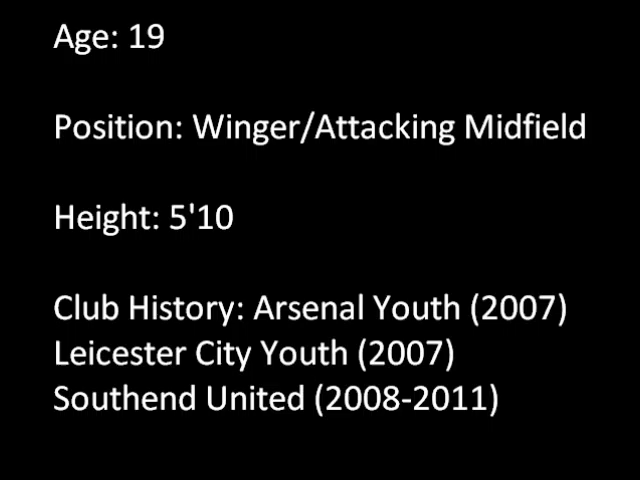 Age: 19
Position: Winger/Attacking Midfield
Height: 5'10
Club History: Arsenal Youth (2007)
Leicester City Youth (2007)
Southend United (2008-2011)